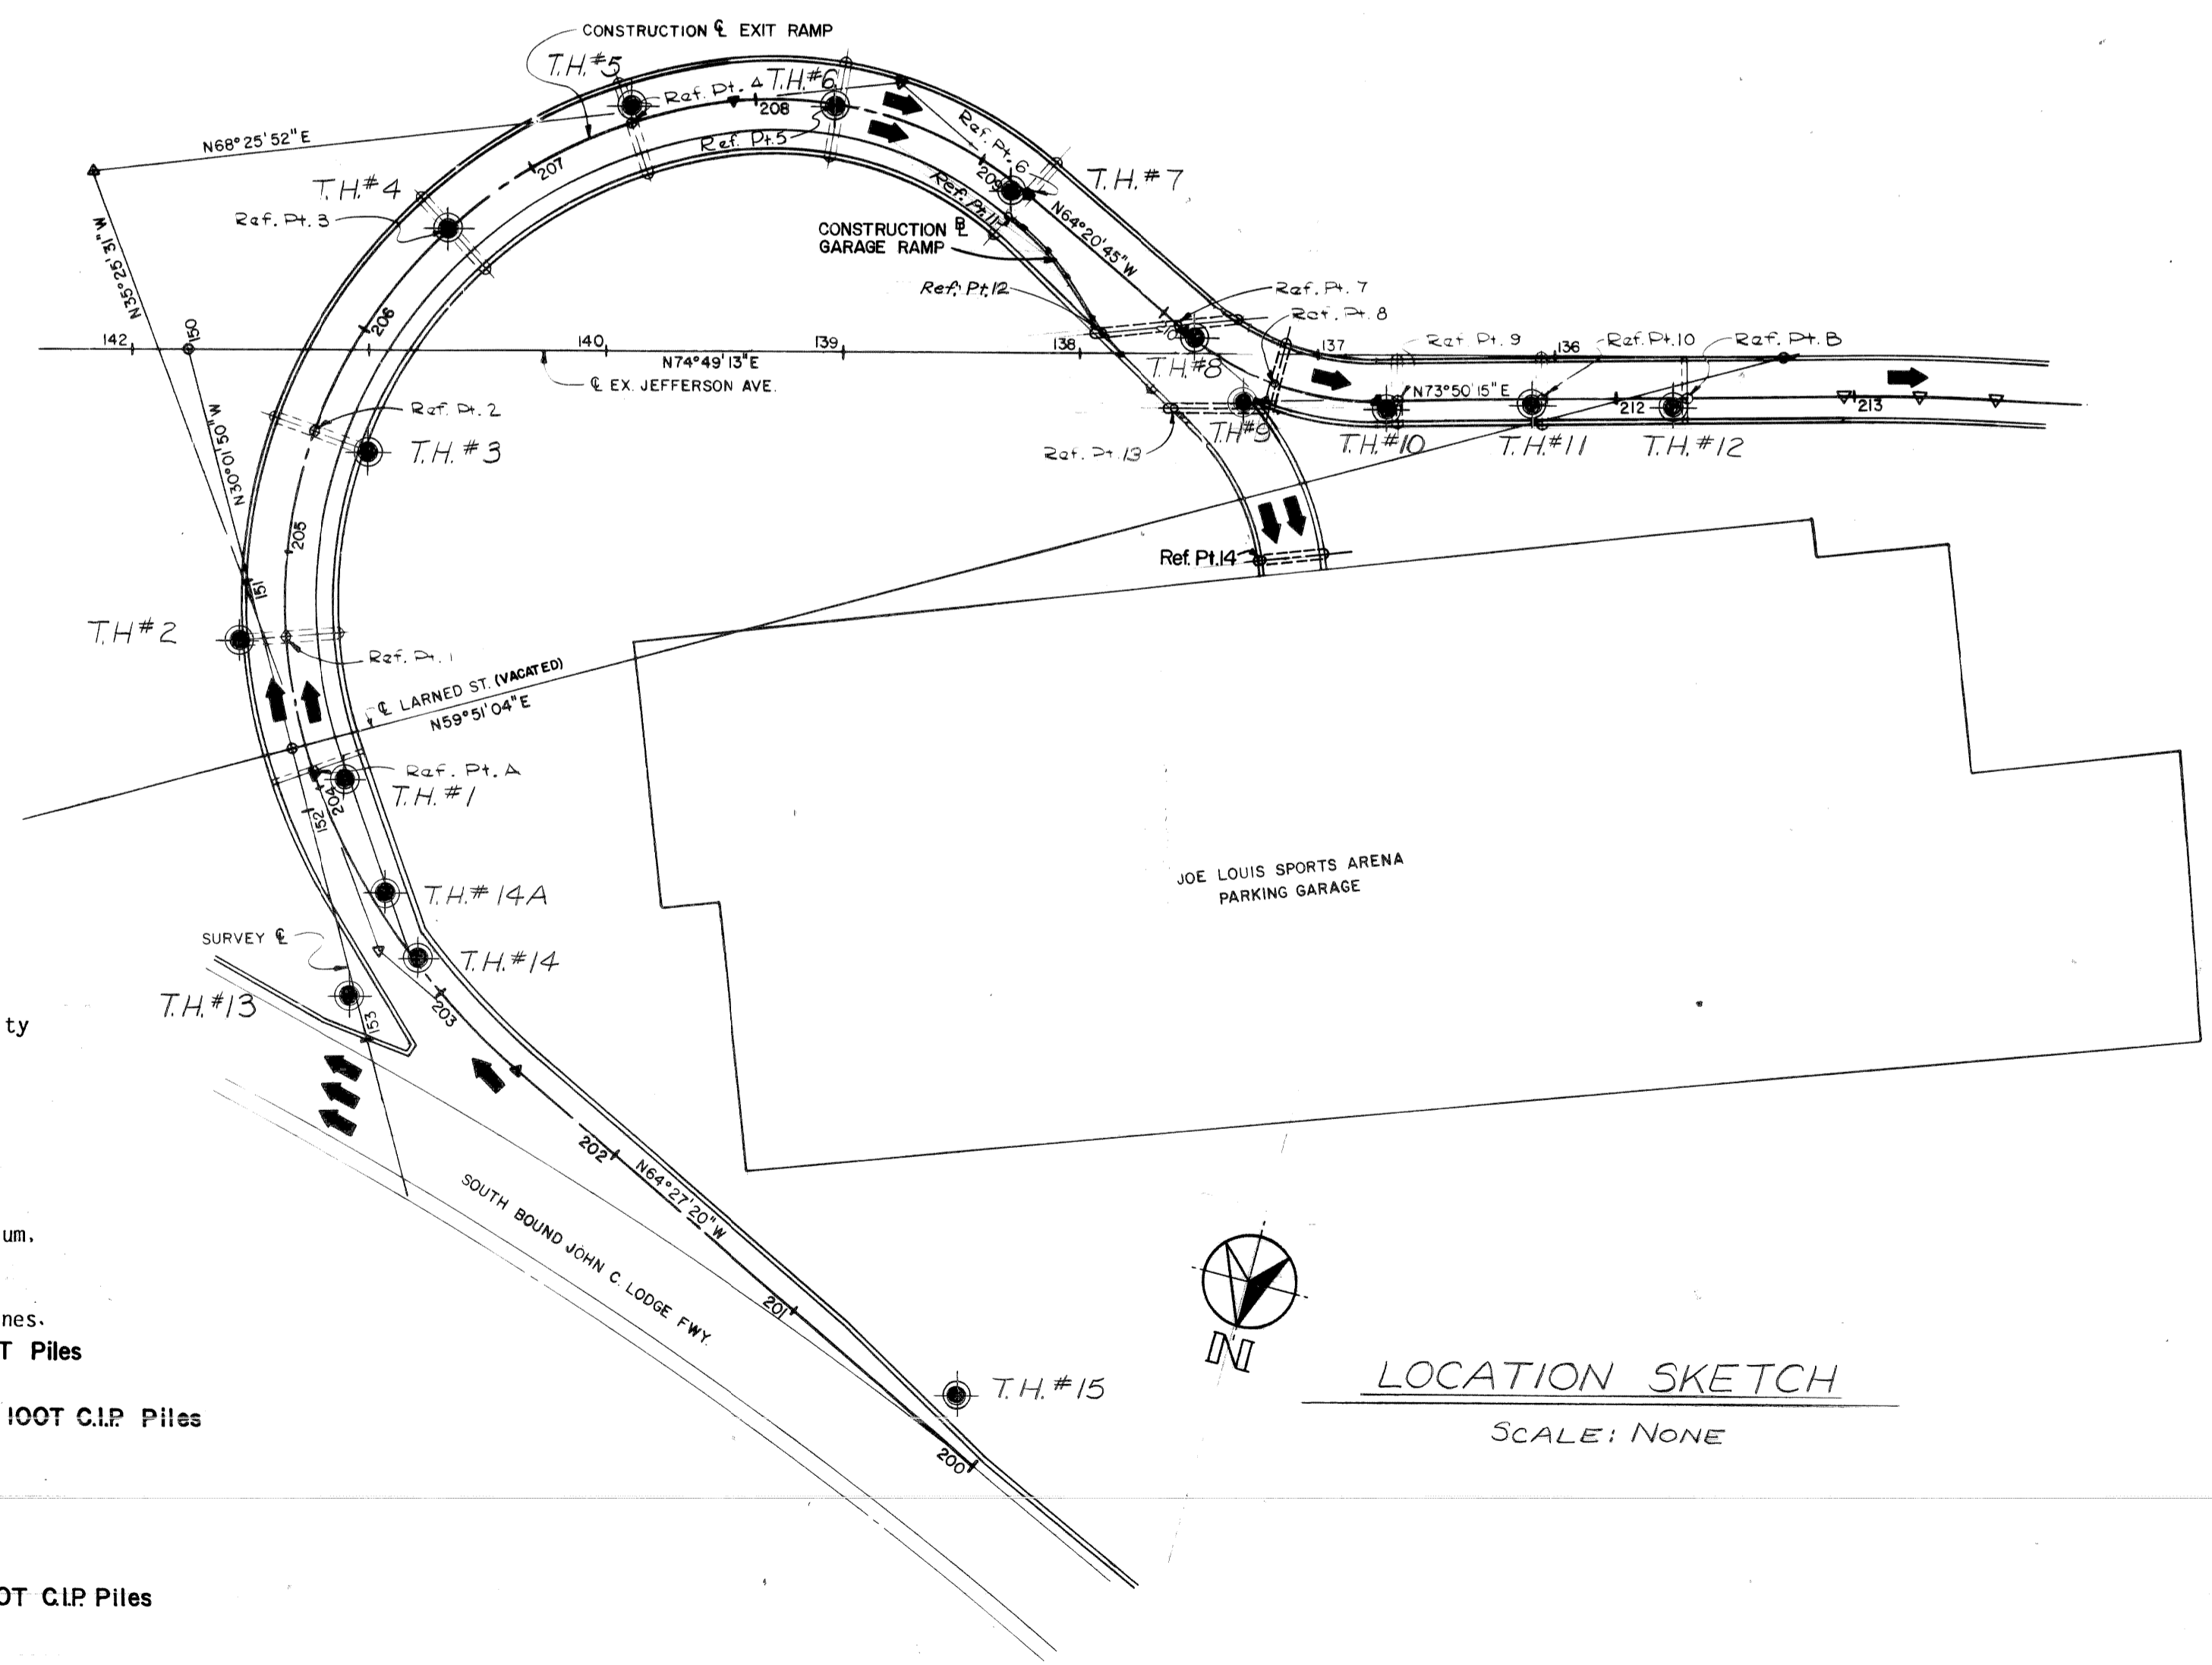 CONSTRUCTION ℄ EXIT RAMP
T.H.#5
Ref. Pt. 4
T.H.#6
208
N68°25'52"E
207
Ref. Pt.5
Ref. Pt. 6
209
T.H.#7
T.H.#4
Ref. Pt. 3
Ref. Pt. 11
N64°20'45"W
CONSTRUCTION ℄
GARAGE RAMP
N35°25'31"W
206
Ref. Pt.12
Ref. Pt. 7
Ref. Pt. 8
142
150
140
139
138
137
136
Ref. Pt. 9
Ref. Pt.10
Ref. Pt. B
N74°49'13"E
℄ EX. JEFFERSON AVE.
T.H.#8
N73°50'15"E
212
213
N30°01'50"W
Ref. Pt. 2
T.H.#3
Ref. Pt.13
T.H#9
T.H.#10
T.H.#11
T.H.#12
205
Ref. Pt.14
151
T.H#2
Ref. Pt. 1
℄ LARNED ST. (VACATED)
N59°51'04"E
Ref. Pt. A
T.H.#1
204
152
JOE LOUIS SPORTS ARENA
PARKING GARAGE
T.H.#14A
SURVEY ℄
T.H.#14
T.H.#13
203
153
ty
202
N64°27'20"W
SOUTH BOUND JOHN C. LODGE FWY.
um.
201
nes.
T Piles
N
T.H.#15
LOCATION SKETCH
SCALE: NONE
100T C.I.P. Piles
200
OT C.I.P. Piles